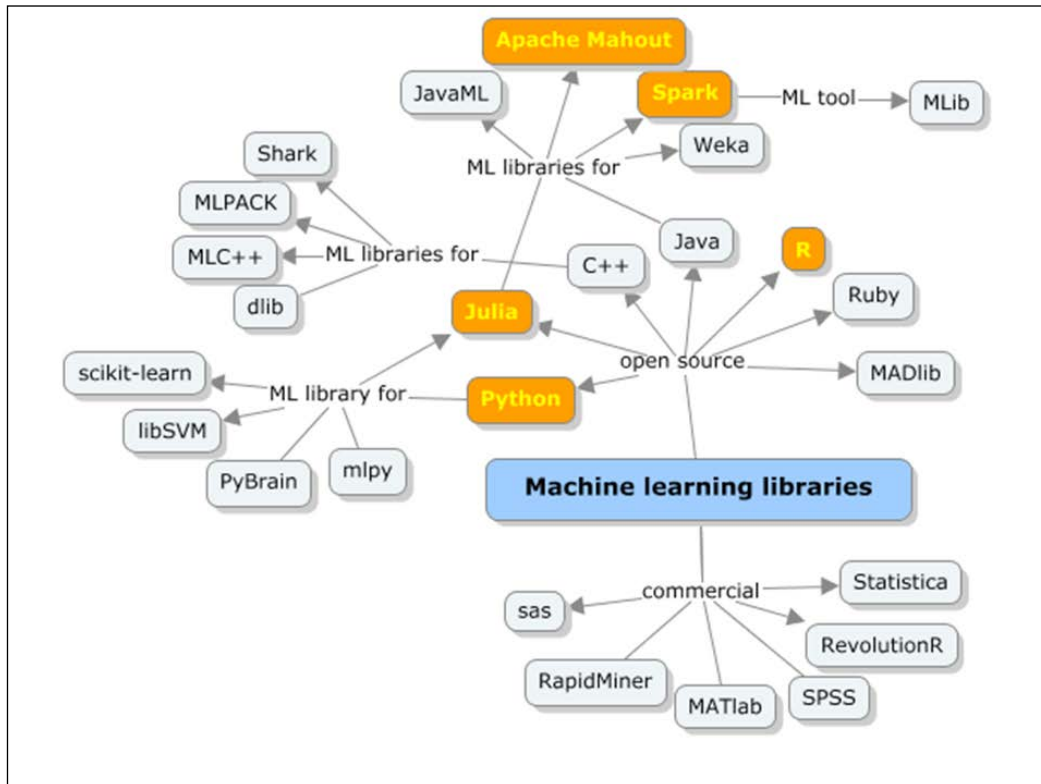 Apache Mahout
JavaML
Spark
ML tool
MLib
Shark
ML libraries for
Weka
MLPACK
Java
R
MLC++
ML libraries for
C++
dlib
Julia
Ruby
scikit-learn
open source
MADlib
ML library for
Python
libSVM
PyBrain
mlpy
Machine learning libraries
commercial
Statistica
sas
RevolutionR
RapidMiner
MATlab
SPSS